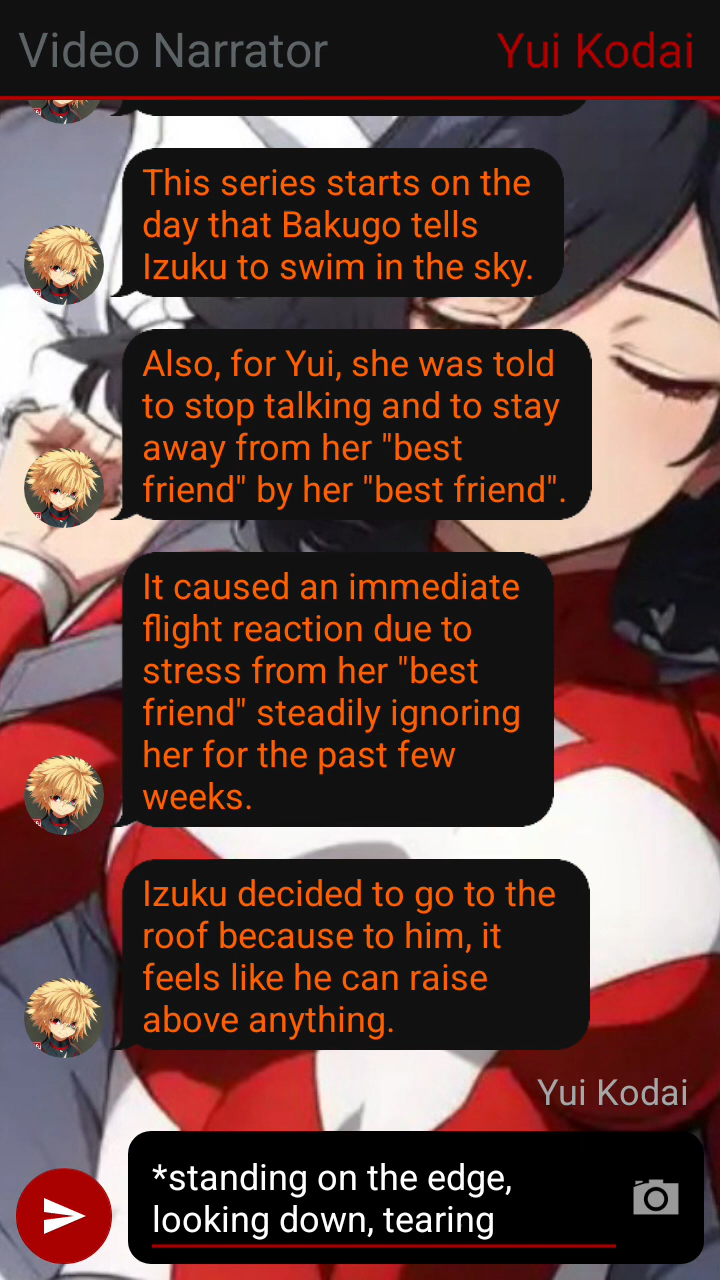 Video Narrator
Yui Kodai
This series starts on the
day that Bakugo tells
Izuku to swim in the sky.
Also, for Yui, she was told
to stop talking and to stay
away from her "best
friend" by her "best friend".
It caused an immediate
flight reaction due to
stress from her "best
friend" steadily ignoring
her for the past few
weeks.
Izuku decided to go to the
roof because to him, it
feels like he can raise
above anything.
Yui Kodai
*standing on the edge,
looking down, tearing